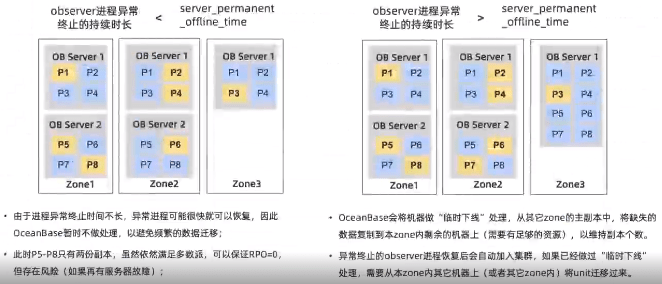 observer进程异常
终止的持续时长
<
server_permanent
_offline_time
OB Server 1
P1 P2
P3 P4
OB Server 2
P5 P6
P7 P8
Zone1
OB Server 1
P1 P2
P3 P4
OB Server 2
P5 P6
P7 P8
Zone2
OB Server 1
P1 P2
P3 P4
Zone3
• 由于进程异常终止时间不长，异常进程可能很快就可以恢复，因此
OceanBase暂时不做处理，以避免频繁的数据迁移；
• 此时P5-P8只有两份副本，虽然依然满足多数派，可以保证RPO=0，
但存在风险（如果再有服务器故障）；
observer进程异常
终止的持续时长
>
server_permanent
_offline_time
OB Server 1
P1 P2
P3 P4
OB Server 2
P5 P6
P7 P8
Zone1
OB Server 1
P1 P2
P3 P4
OB Server 2
P5 P6
P7 P8
Zone2
OB Server 1
P1 P2
P3 P4
P5 P6
P7 P8
Zone3
• OceanBase会将机器做“临时下线”处理，从其它zone的主副本中，将缺失的
数据复制到本zone内剩余的机器上（需要有足够的资源），以维持副本个数。
• 异常终止的observer进程恢复后会自动加入集群，如果已经做过“临时下线”
处理，需要从本zone内其它机器上（或者其它zone内）将unit迁移过来。